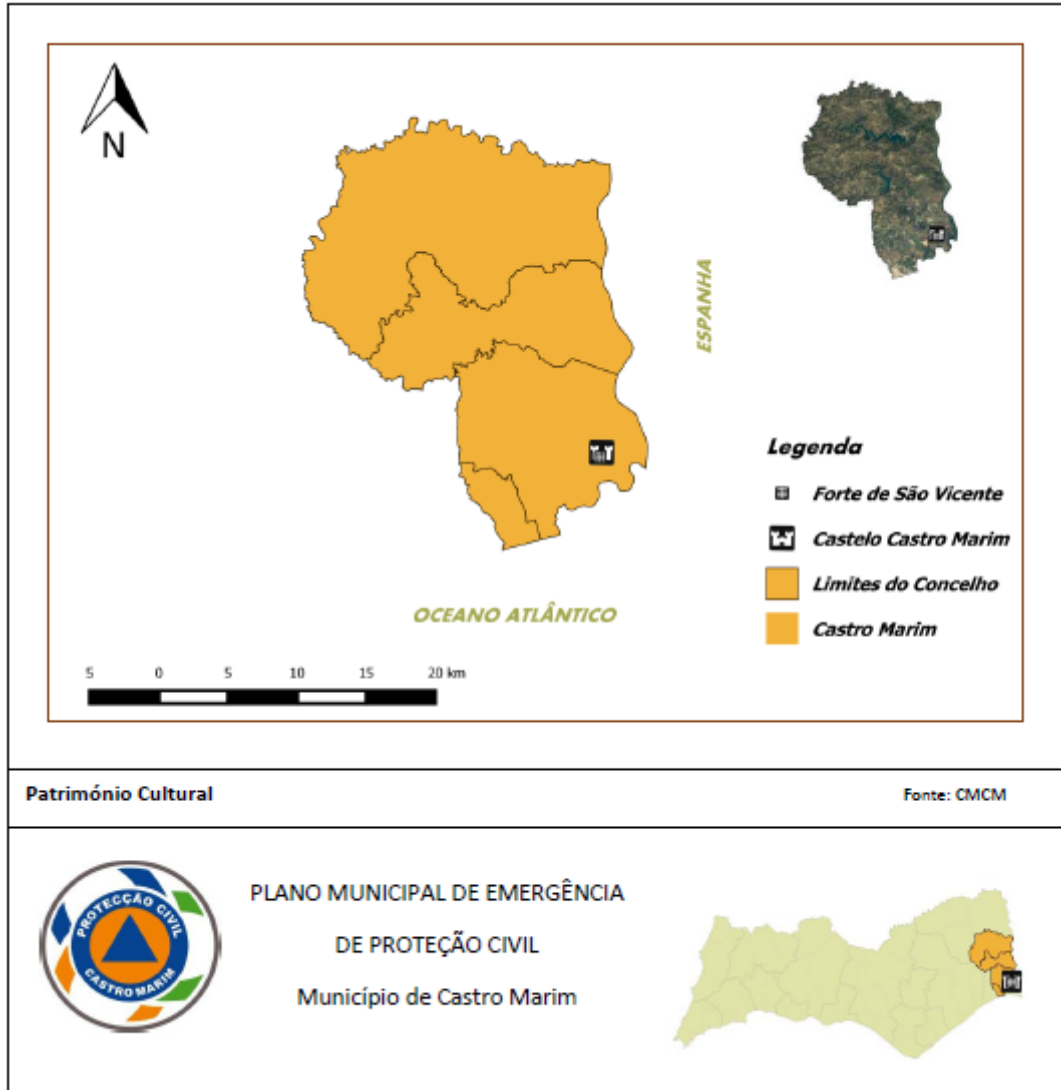 N
ESPANHA
Legenda
Forte de São Vicente
Castelo Castro Marim
Limites do Concelho
Castro Marim
OCEANO ATLÂNTICO
5 0 5 10 15 20 km
Património Cultural
Fonte: CMCM
PROTECÇÃO CIVIL
CASTRO MARIM
PLANO MUNICIPAL DE EMERGÊNCIA
DE PROTEÇÃO CIVIL
Município de Castro Marim